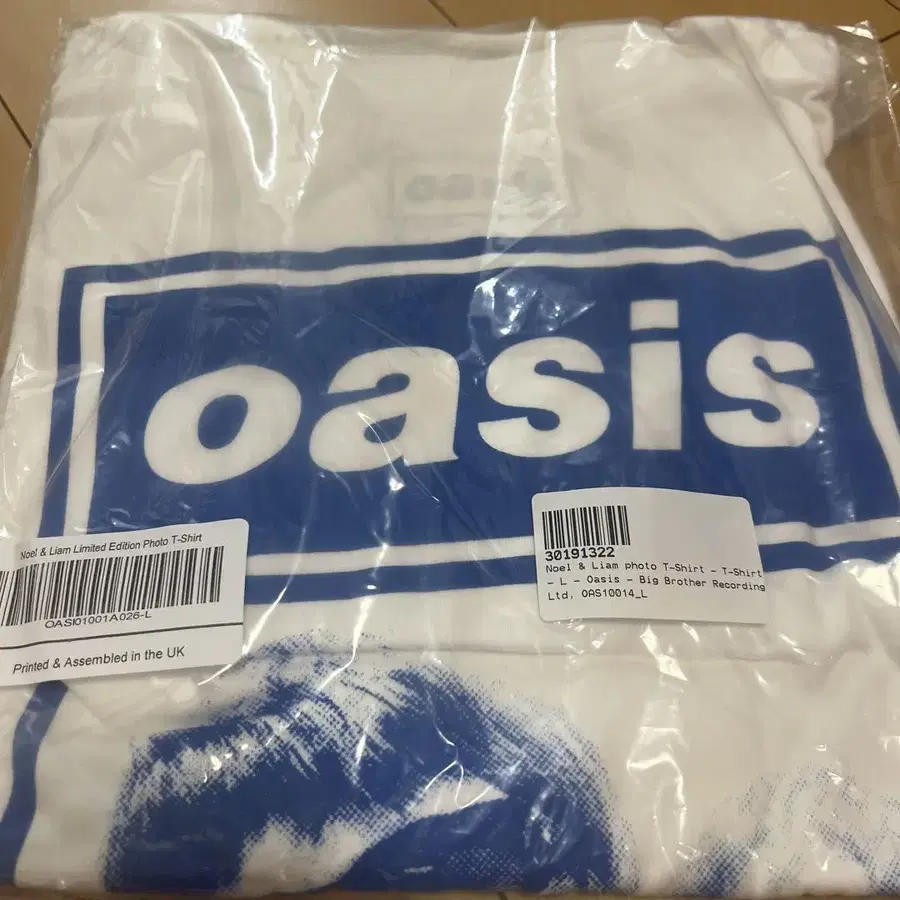 oasis
Noel & Liam Limited Edition Photo T-Shirt
OASI01001A026-L
Printed & Assembled in the UK
30191322
Noel & Liam photo T-Shirt - T-Shirt
- L - Oasis - Big Brother Recording
Ltd, OAS10014_L